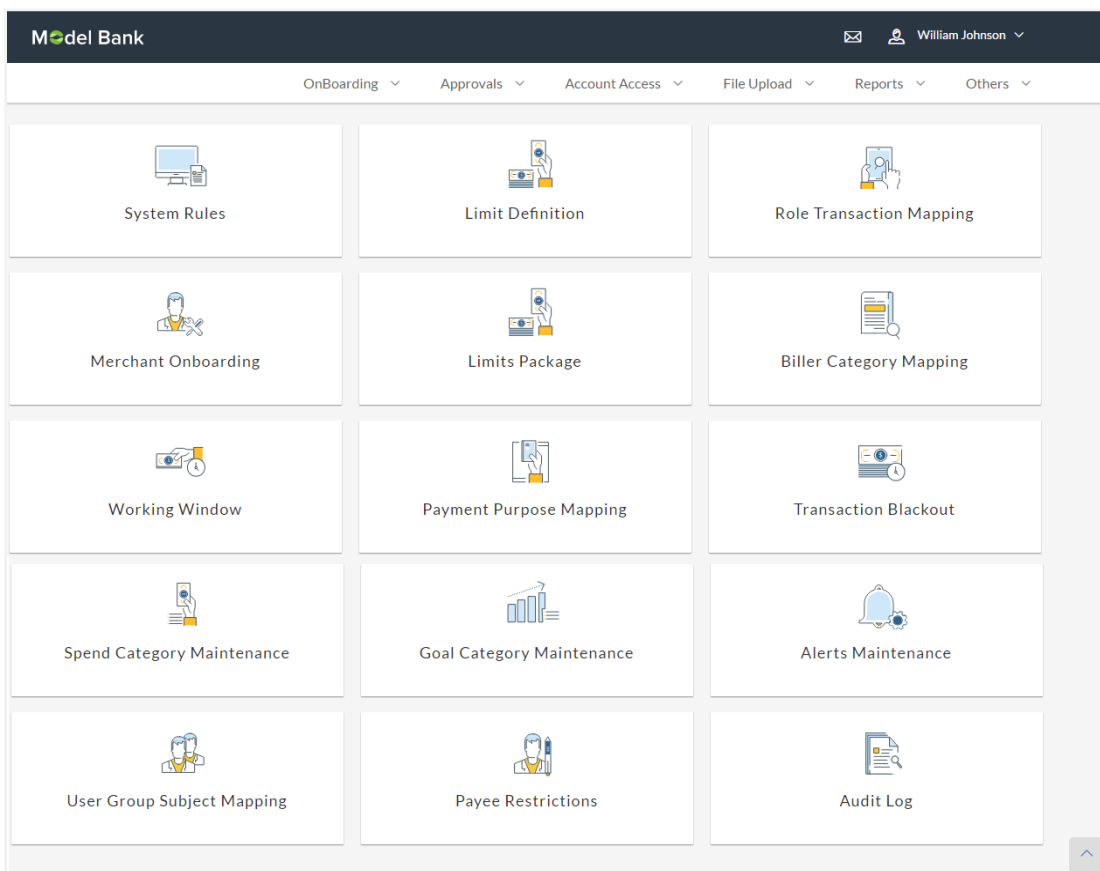 Model Bank
William Johnson
OnBoarding Approvals Account Access File Upload Reports Others
System Rules Limit Definition Role Transaction Mapping
Merchant Onboarding Limits Package Biller Category Mapping
Working Window Payment Purpose Mapping Transaction Blackout
Spend Category Maintenance Goal Category Maintenance Alerts Maintenance
User Group Subject Mapping Payee Restrictions Audit Log